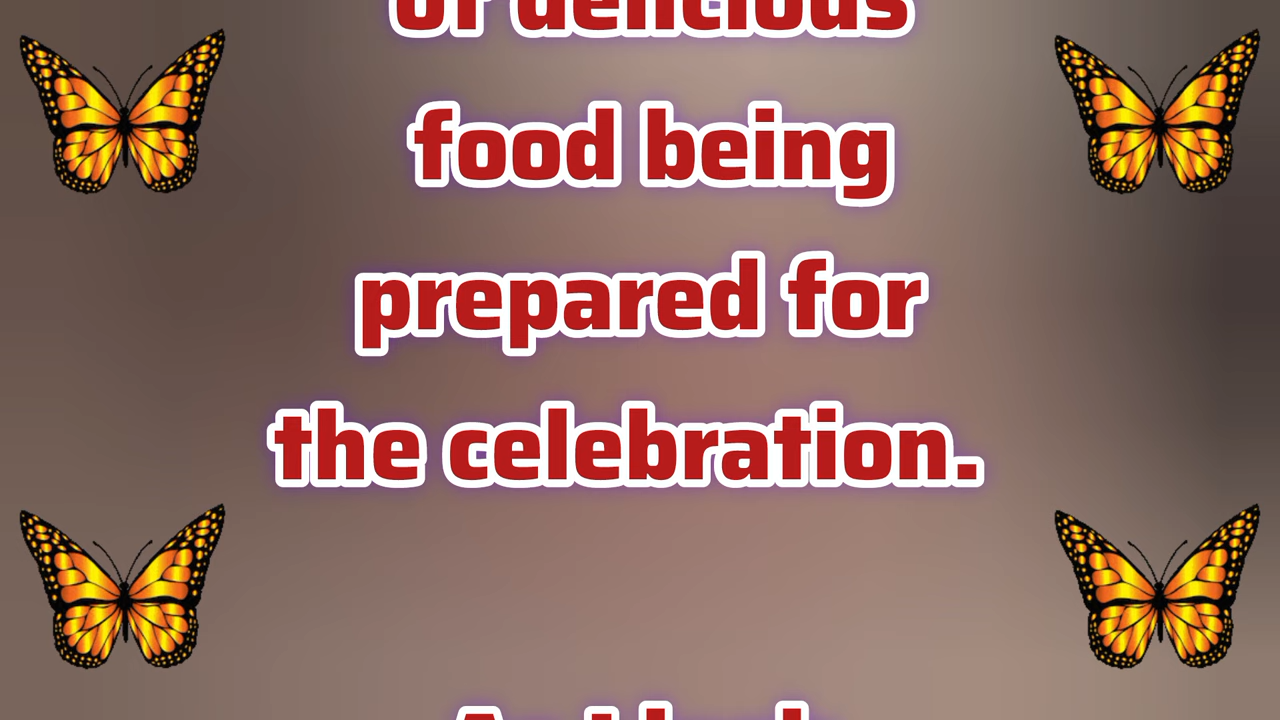 of delicious
food being
prepared for
the celebration.